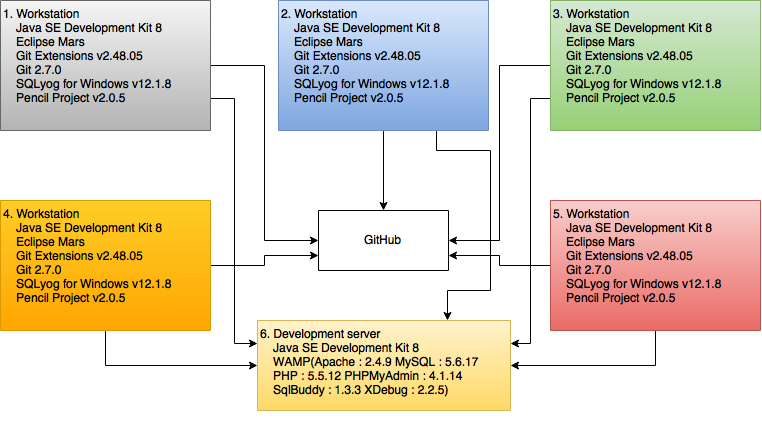 1. Workstation
Java SE Development Kit 8
Eclipse Mars
Git Extensions v2.48.05
Git 2.7.0
SQLyog for Windows v12.1.8
Pencil Project v2.0.5
2. Workstation
Java SE Development Kit 8
Eclipse Mars
Git Extensions v2.48.05
Git 2.7.0
SQLyog for Windows v12.1.8
Pencil Project v2.0.5
3. Workstation
Java SE Development Kit 8
Eclipse Mars
Git Extensions v2.48.05
Git 2.7.0
SQLyog for Windows v12.1.8
Pencil Project v2.0.5
4. Workstation
Java SE Development Kit 8
Eclipse Mars
Git Extensions v2.48.05
Git 2.7.0
SQLyog for Windows v12.1.8
Pencil Project v2.0.5
GitHub
5. Workstation
Java SE Development Kit 8
Eclipse Mars
Git Extensions v2.48.05
Git 2.7.0
SQLyog for Windows v12.1.8
Pencil Project v2.0.5
6. Development server
Java SE Development Kit 8
WAMP(Apache : 2.4.9 MySQL : 5.6.17
PHP : 5.5.12 PHPMyAdmin : 4.1.14
SqlBuddy : 1.3.3 XDebug : 2.2.5)